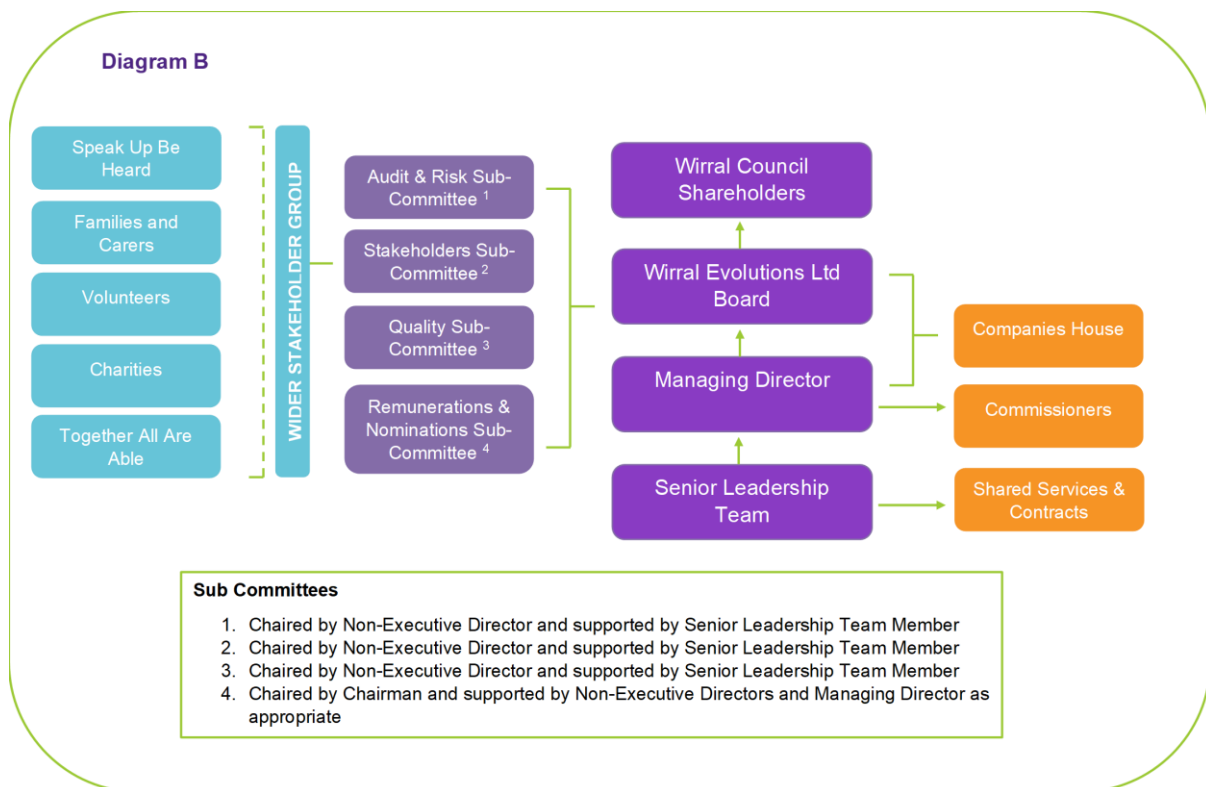 Diagram B
Speak Up Be
Heard
Families and
Carers
Volunteers
Charities
Together All Are
Able
WIDER STAKEHOLDER GROUP
Audit & Risk Sub-
Committee 1
Stakeholders Sub-
Committee 2
Quality Sub-
Committee 3
Remunerations &
Nominations Sub-
Committee 4
Wirral Council
Shareholders
Wirral Evolutions Ltd
Board
Managing Director
Senior Leadership
Team
Companies House
Commissioners
Shared Services &
Contracts
Sub Committees
1. Chaired by Non-Executive Director and supported by Senior Leadership Team Member
2. Chaired by Non-Executive Director and supported by Senior Leadership Team Member
3. Chaired by Non-Executive Director and supported by Senior Leadership Team Member
4. Chaired by Chairman and supported by Non-Executive Directors and Managing Director as
appropriate